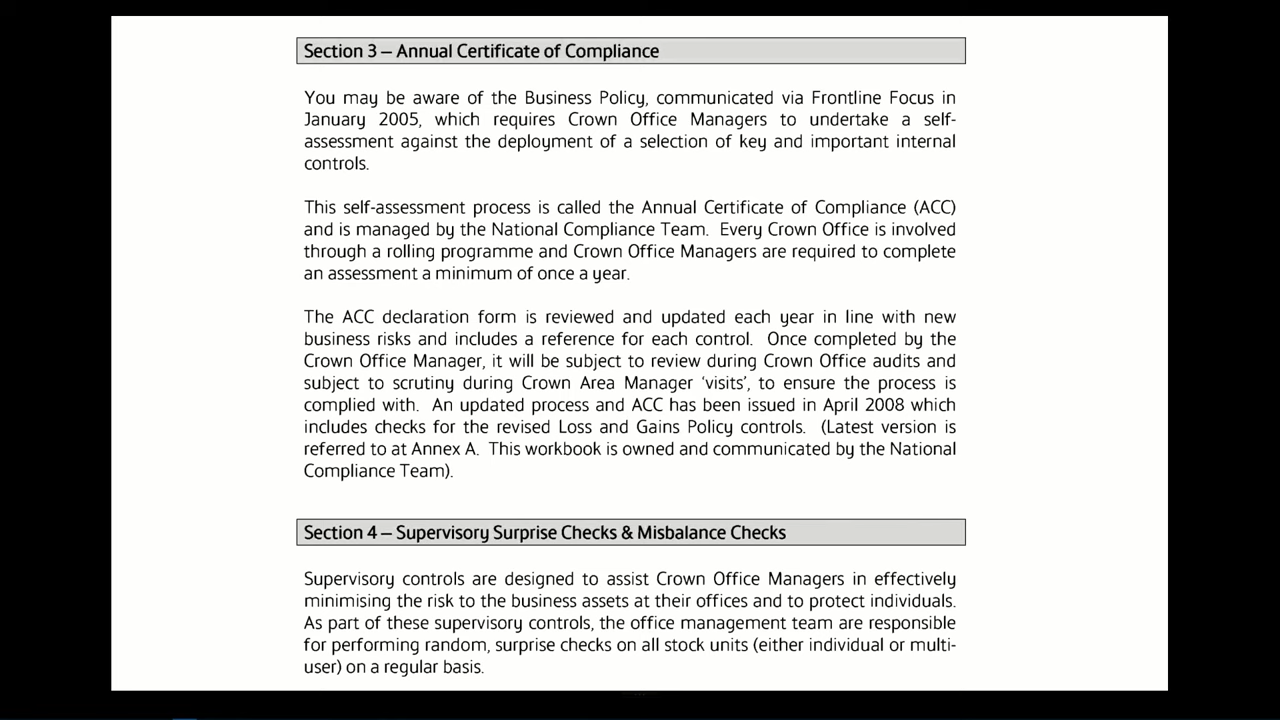 Section 3 – Annual Certificate of Compliance
You may be aware of the Business Policy, communicated via Frontline Focus in
January 2005, which requires Crown Office Managers to undertake a self-
assessment against the deployment of a selection of key and important internal
controls.
This self-assessment process is called the Annual Certificate of Compliance (ACC)
and is managed by the National Compliance Team.  Every Crown Office is involved
through a rolling programme and Crown Office Managers are required to complete
an assessment a minimum of once a year.
The ACC declaration form is reviewed and updated each year in line with new
business risks and includes a reference for each control.  Once completed by the
Crown Office Manager, it will be subject to review during Crown Office audits and
subject to scrutiny during Crown Area Manager ‘visits’, to ensure the process is
complied with.  An updated process and ACC has been issued in April 2008 which
includes checks for the revised Loss and Gains Policy controls.  (Latest version is
referred to at Annex A.  This workbook is owned and communicated by the National
Compliance Team).
Section 4 – Supervisory Surprise Checks & Misbalance Checks
Supervisory controls are designed to assist Crown Office Managers in effectively
minimising the risk to the business assets at their offices and to protect individuals.
As part of these supervisory controls, the office management team are responsible
for performing random, surprise checks on all stock units (either individual or multi-
user) on a regular basis.